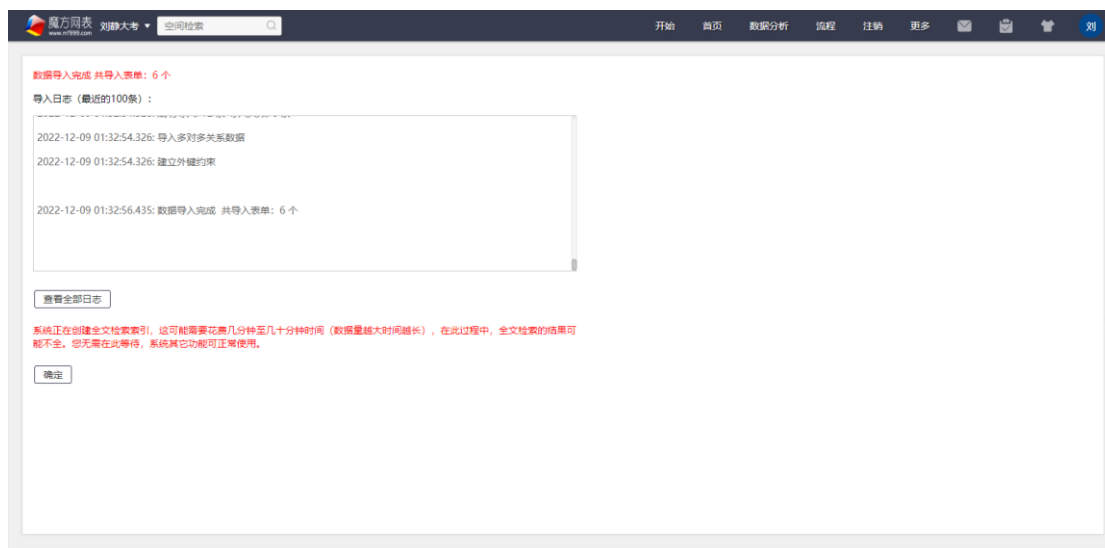 魔方网表
www.mf999.com
刘静大考
空间检索
开始
首页
数据分析
流程
注销
更多
刘
数据导入完成 共导入表单：6 个
导入日志（最近的100条）：
2022-12-09 01:32:54.326: 导入多对多关系数据
2022-12-09 01:32:54.326: 建立外键约束
2022-12-09 01:32:56.435: 数据导入完成 共导入表单：6 个
查看全部日志
系统正在创建全文检索索引，这可能需要花费几分钟至几十分钟时间（数据量越大时间越长），在此过程中，全文检索的结果可
能不全。您无需在此等待，系统其它功能可正常使用。
确定